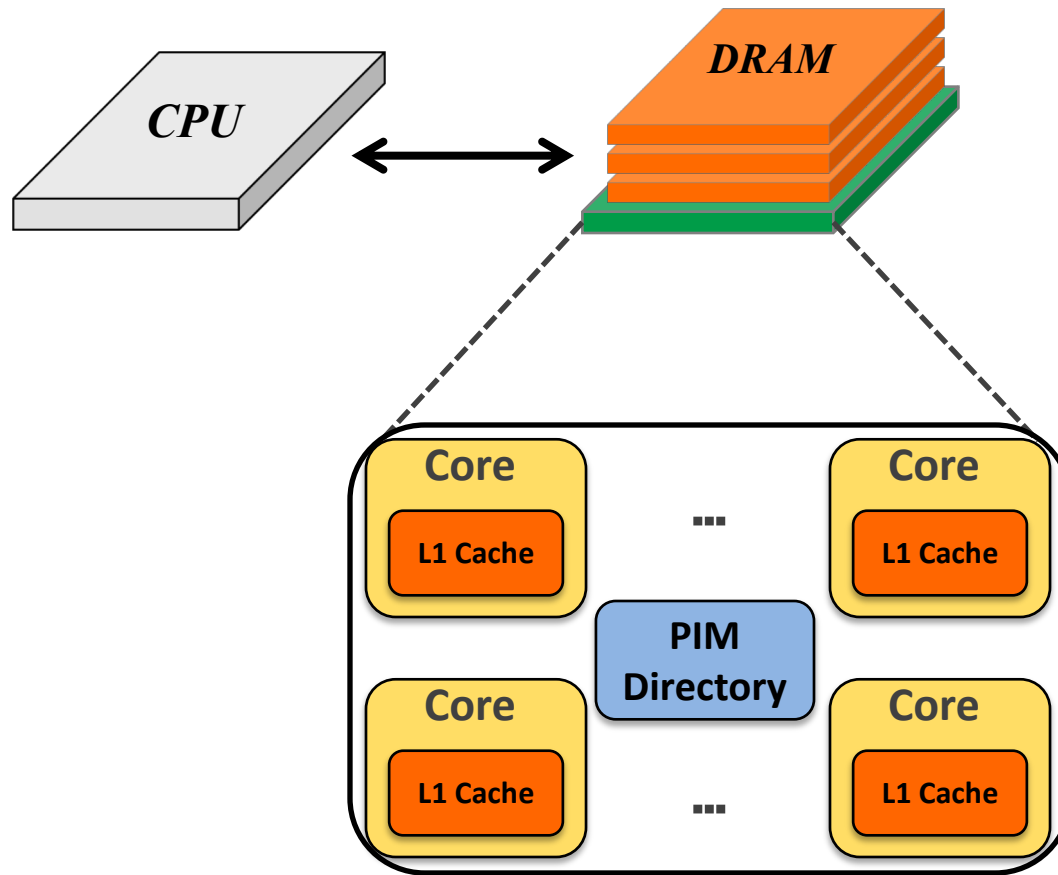 CPU
DRAM
Core
L1 Cache
...
Core
L1 Cache
PIM
Directory
Core
L1 Cache
...
Core
L1 Cache